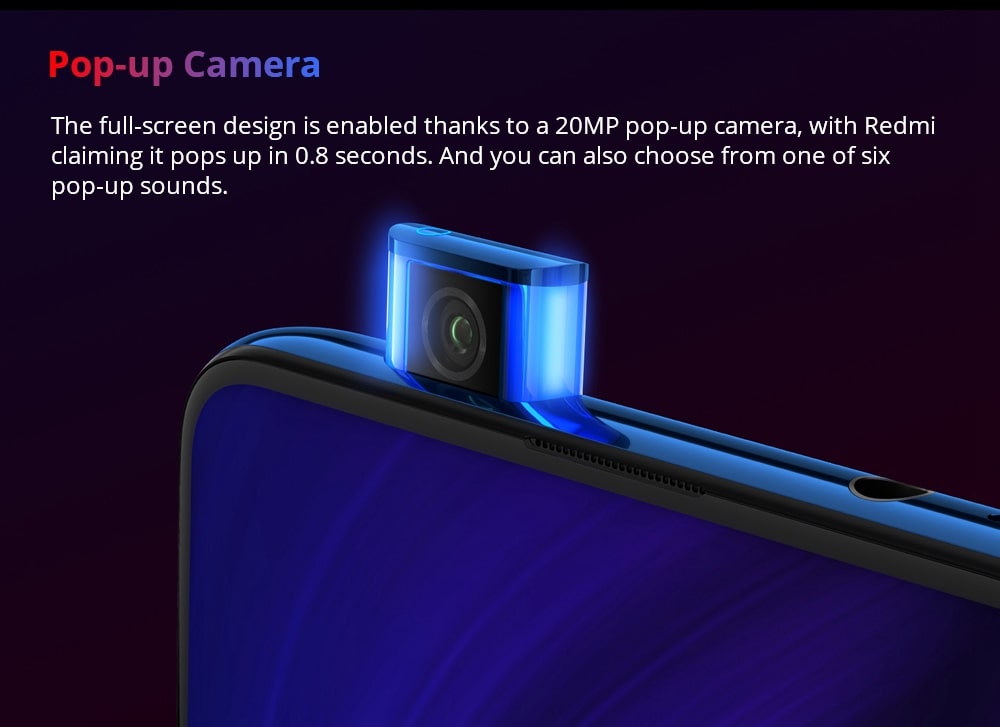 Pop-up Camera
The full-screen design is enabled thanks to a 20MP pop-up camera, with Redmi
claiming it pops up in 0.8 seconds. And you can also choose from one of six
pop-up sounds.